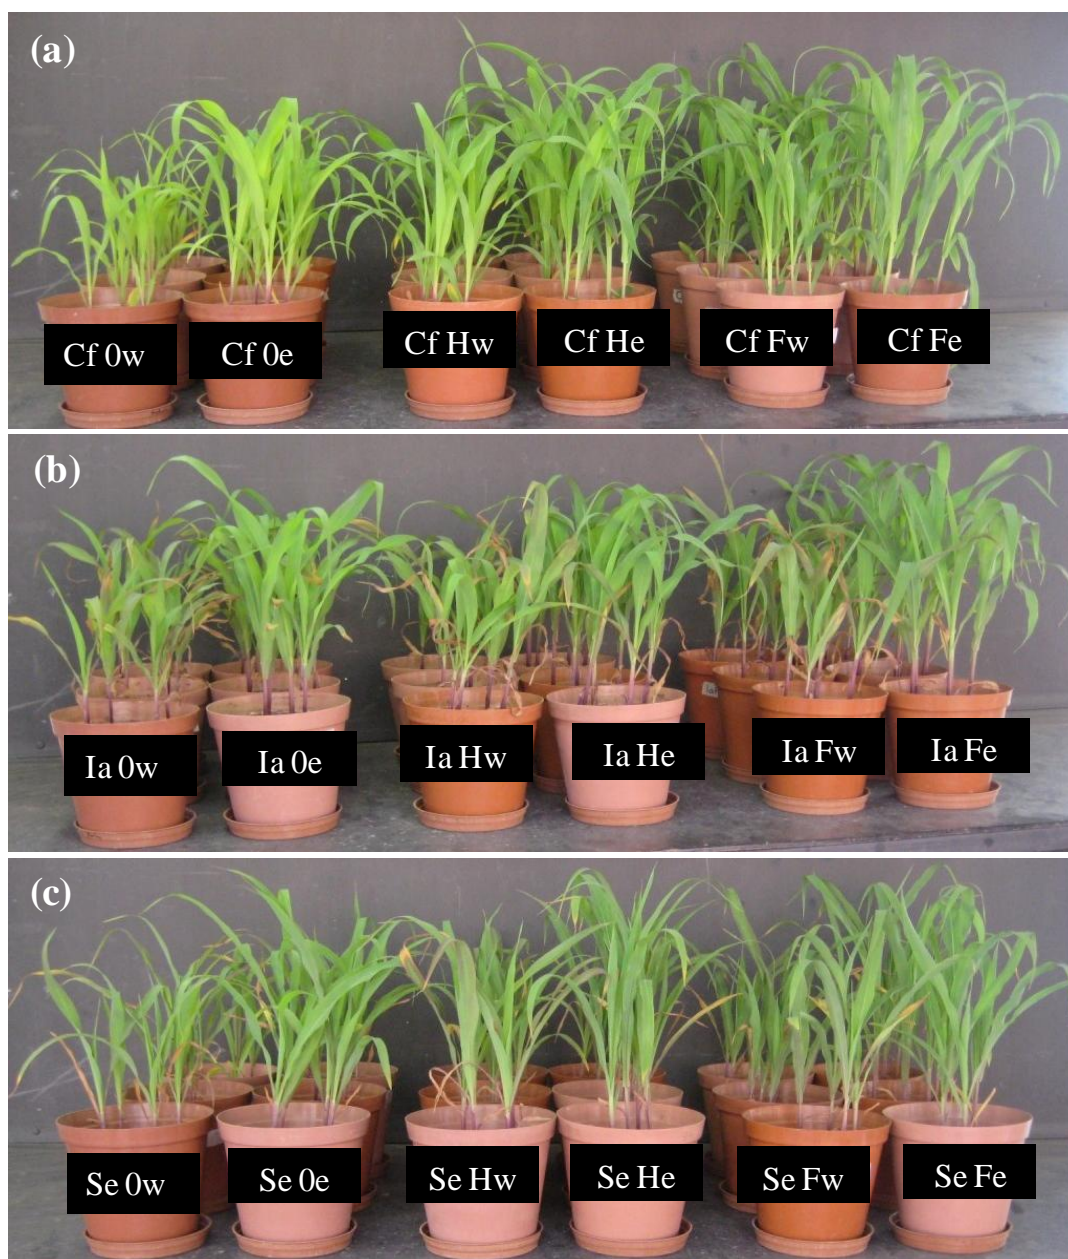 (a)
Cf 0w
Cf 0e
Cf Hw
Cf He
Cf Fw
Cf Fe
(b)
Ia 0w
Ia 0e
Ia Hw
Ia He
Ia Fw
Ia Fe
(c)
Se 0w
Se 0e
Se Hw
Se He
Se Fw
Se Fe